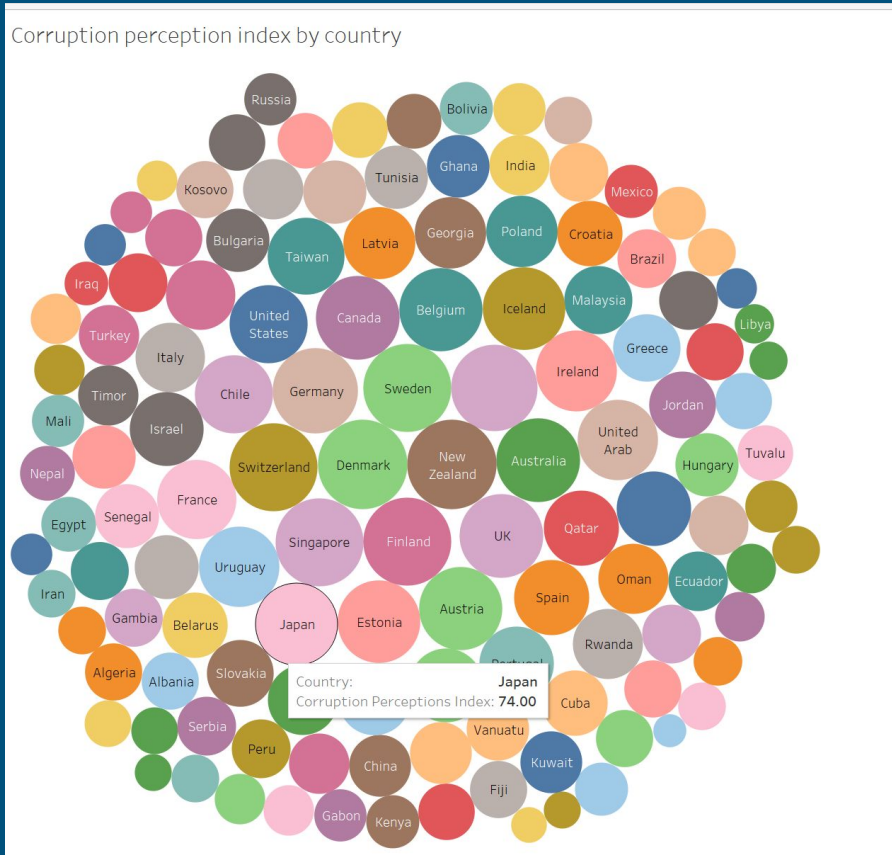 Corruption perception index by country
Russia
Bolivia
Ghana
India
Tunisia
Kosovo
Mexico
Bulgaria
Taiwan
Latvia
Georgia
Poland
Croatia
Brazil
Iraq
Turkey
United
States
Canada
Belgium
Iceland
Malaysia
Libya
Italy
Greece
Ireland
Timor
Chile
Germany
Sweden
Jordan
Mali
Israel
United
Arab
Nepal
Switzerland
Denmark
New
Zealand
Australia
Hungary
Tuvalu
France
Egypt
Senegal
Singapore
Finland
UK
Qatar
Iran
Uruguay
Oman
Ecuador
Gambia
Belarus
Japan
Estonia
Austria
Spain
Rwanda
Algeria
Albania
Slovakia
Country: Japan
Corruption Perceptions Index: 74.00
Cuba
Serbia
Vanuatu
Peru
China
Kuwait
Fiji
Gabon
Kenya